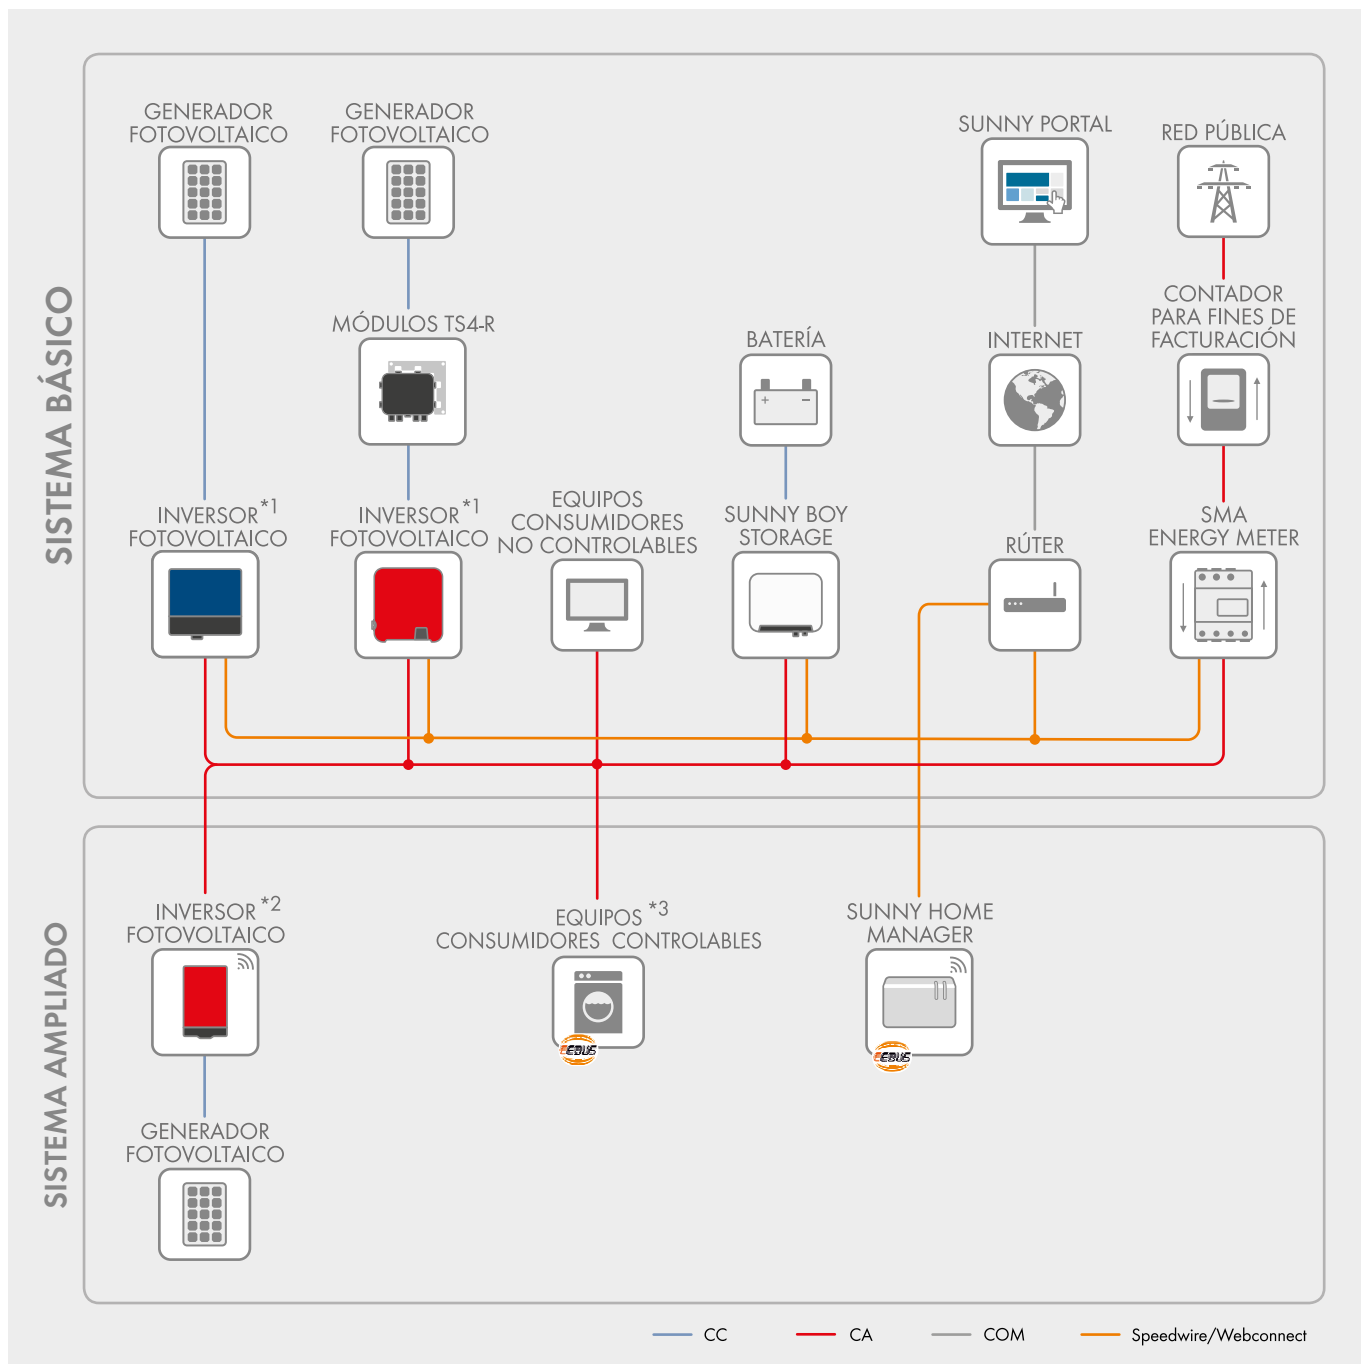 SISTEMA BÁSICO
GENERADOR
FOTOVOLTAICO
GENERADOR
FOTOVOLTAICO
SUNNY PORTAL
RED PÚBLICA
MÓDULOS TS4-R
BATERÍA
INTERNET
CONTADOR
PARA FINES DE
FACTURACIÓN
INVERSOR*1
FOTOVOLTAICO
INVERSOR*1
FOTOVOLTAICO
EQUIPOS
CONSUMIDORES
NO CONTROLABLES
SUNNY BOY
STORAGE
RÚTER
SMA
ENERGY METER
SISTEMA AMPLIADO
INVERSOR*2
FOTOVOLTAICO
EQUIPOS *3
CONSUMIDORES CONTROLABLES
SUNNY HOME
MANAGER
EEBUS
EEBUS
GENERADOR
FOTOVOLTAICO
CC
CA
COM
Speedwire/Webconnect